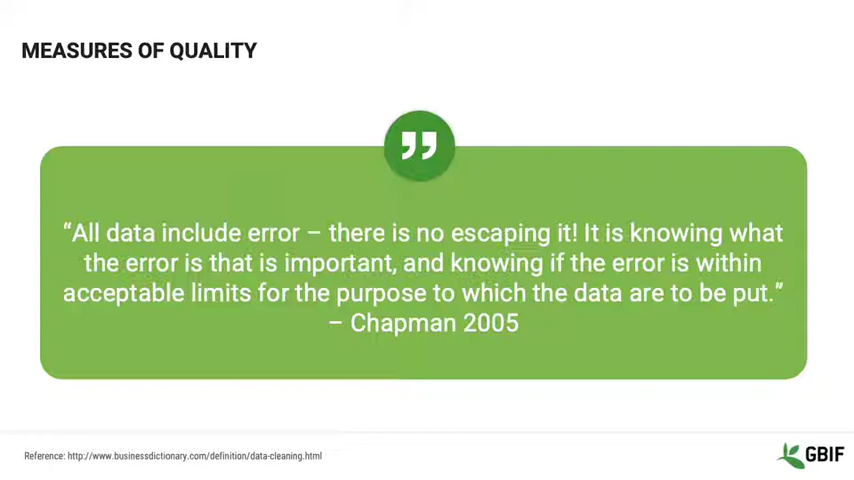 MEASURES OF QUALITY
“All data include error – there is no escaping it! It is knowing what
the error is that is important, and knowing if the error is within
acceptable limits for the purpose to which the data are to be put.”
– Chapman 2005
Reference: http://www.businessdictionary.com/definition/data-cleaning.html
GBIF